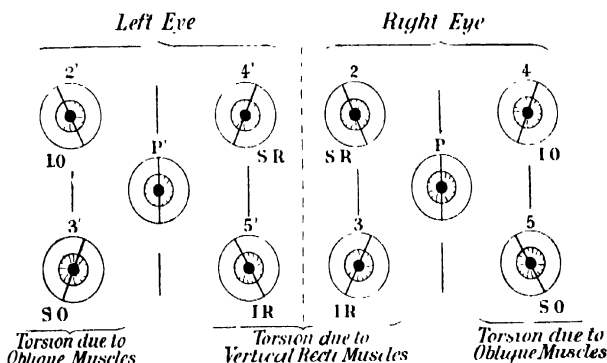 Left Eye Right Eye
2' 4' 2 4
P' P
I.O SR SR IO
3' 5' 3 5
SO IR IR SO
Torsion due to Torsion due to Torsion due to
Oblique Muscles Vertical Recti Muscles Oblique Muscles